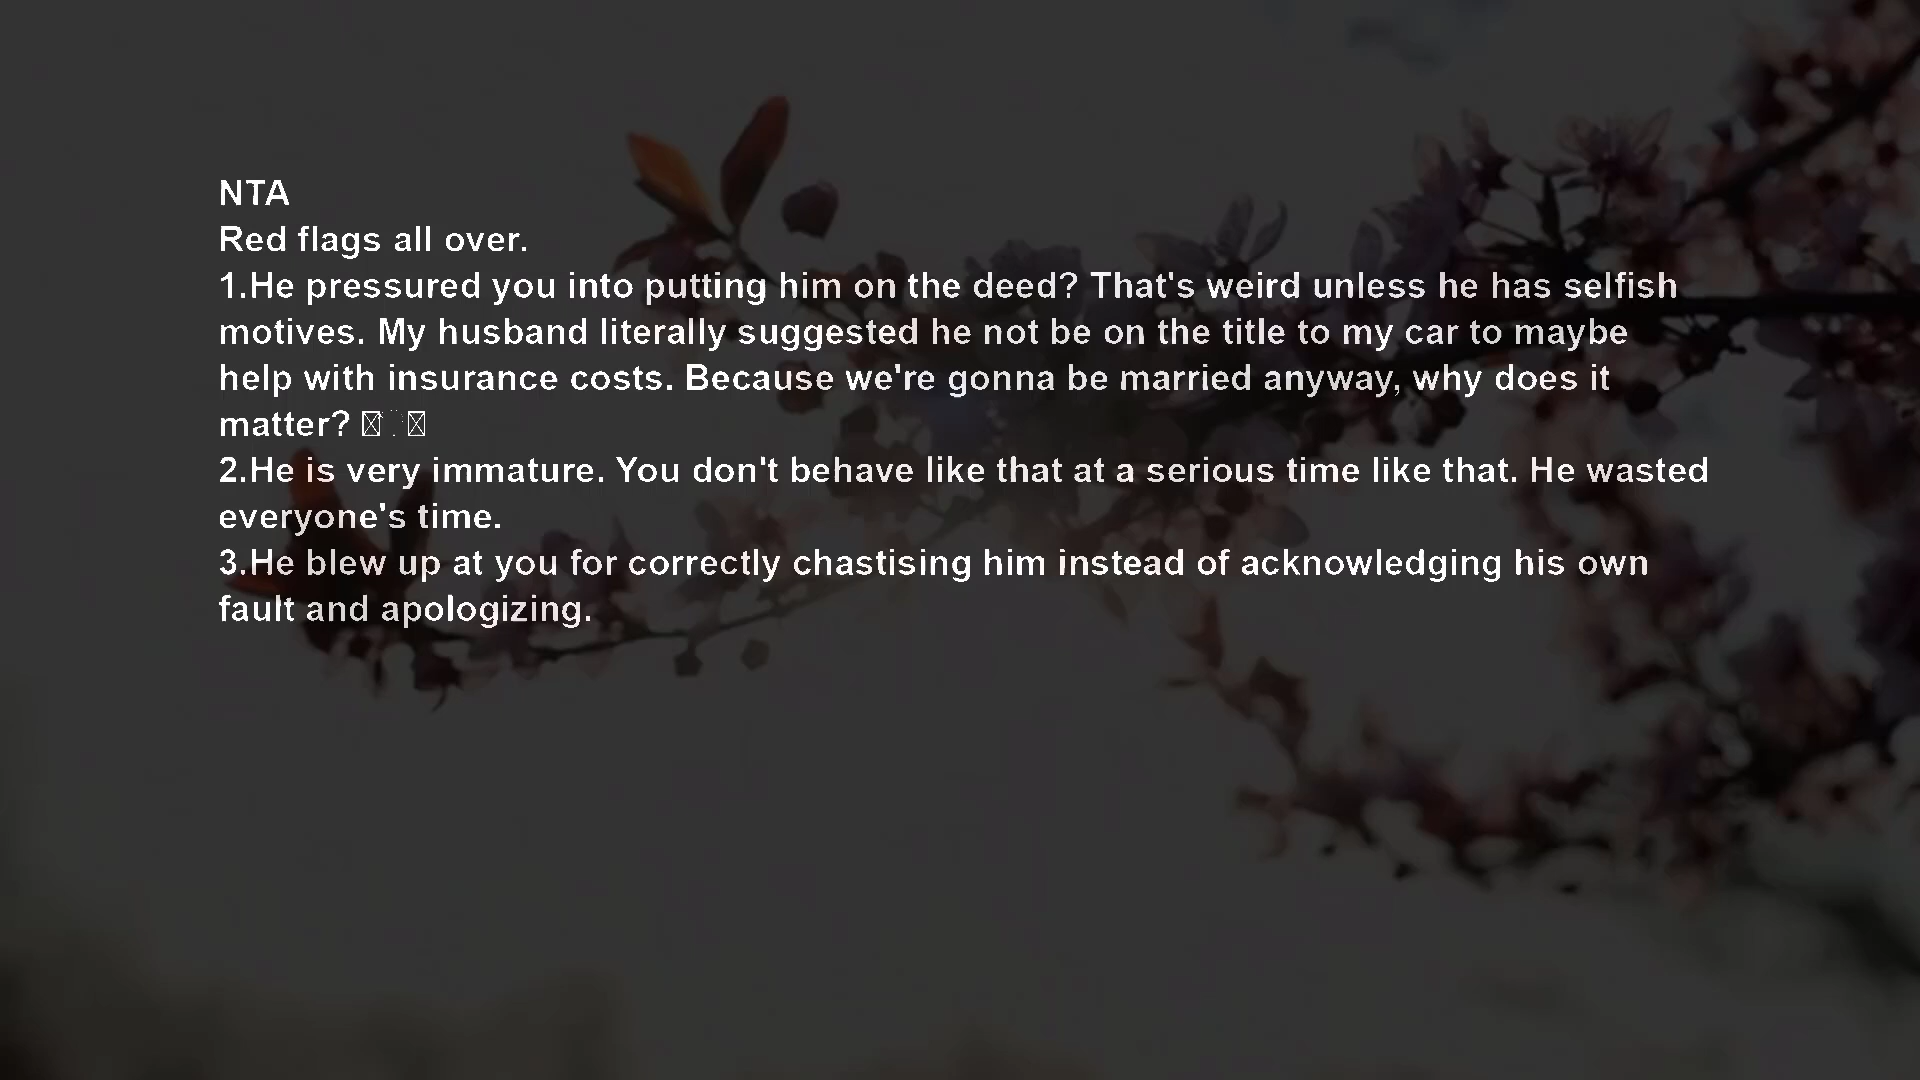 NTA
Red flags all over.
1.He pressured you into putting him on the deed? That's weird unless he has selfish
motives. My husband literally suggested he not be on the title to my car to maybe
help with insurance costs. Because we're gonna be married anyway, why does it
matter?
2.He is very immature. You don't behave like that at a serious time like that. He wasted
everyone's time.
3.He blew up at you for correctly chastising him instead of acknowledging his own
fault and apologizing.